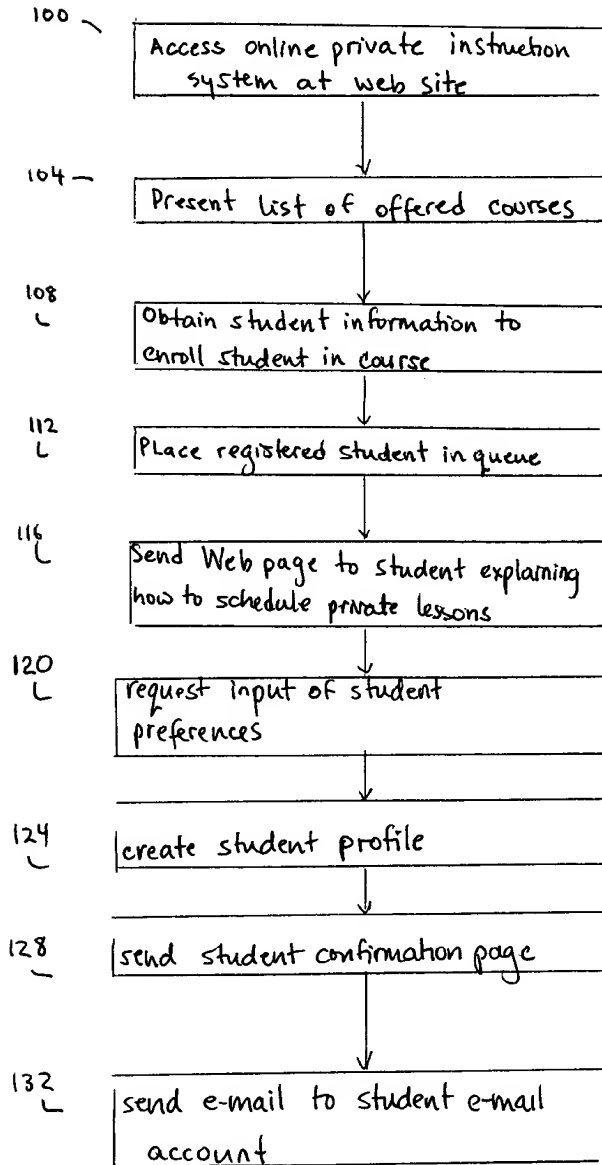 100
Access online private instruction
system at web site
104
Present list of offered courses
108
Obtain student information to
enroll student in course
112
Place registered student in queue
116
Send Web page to student explaining
how to schedule private lessons
120
request input of student
preferences
124
create student profile
128
send student confirmation page
132
send e-mail to student e-mail
account